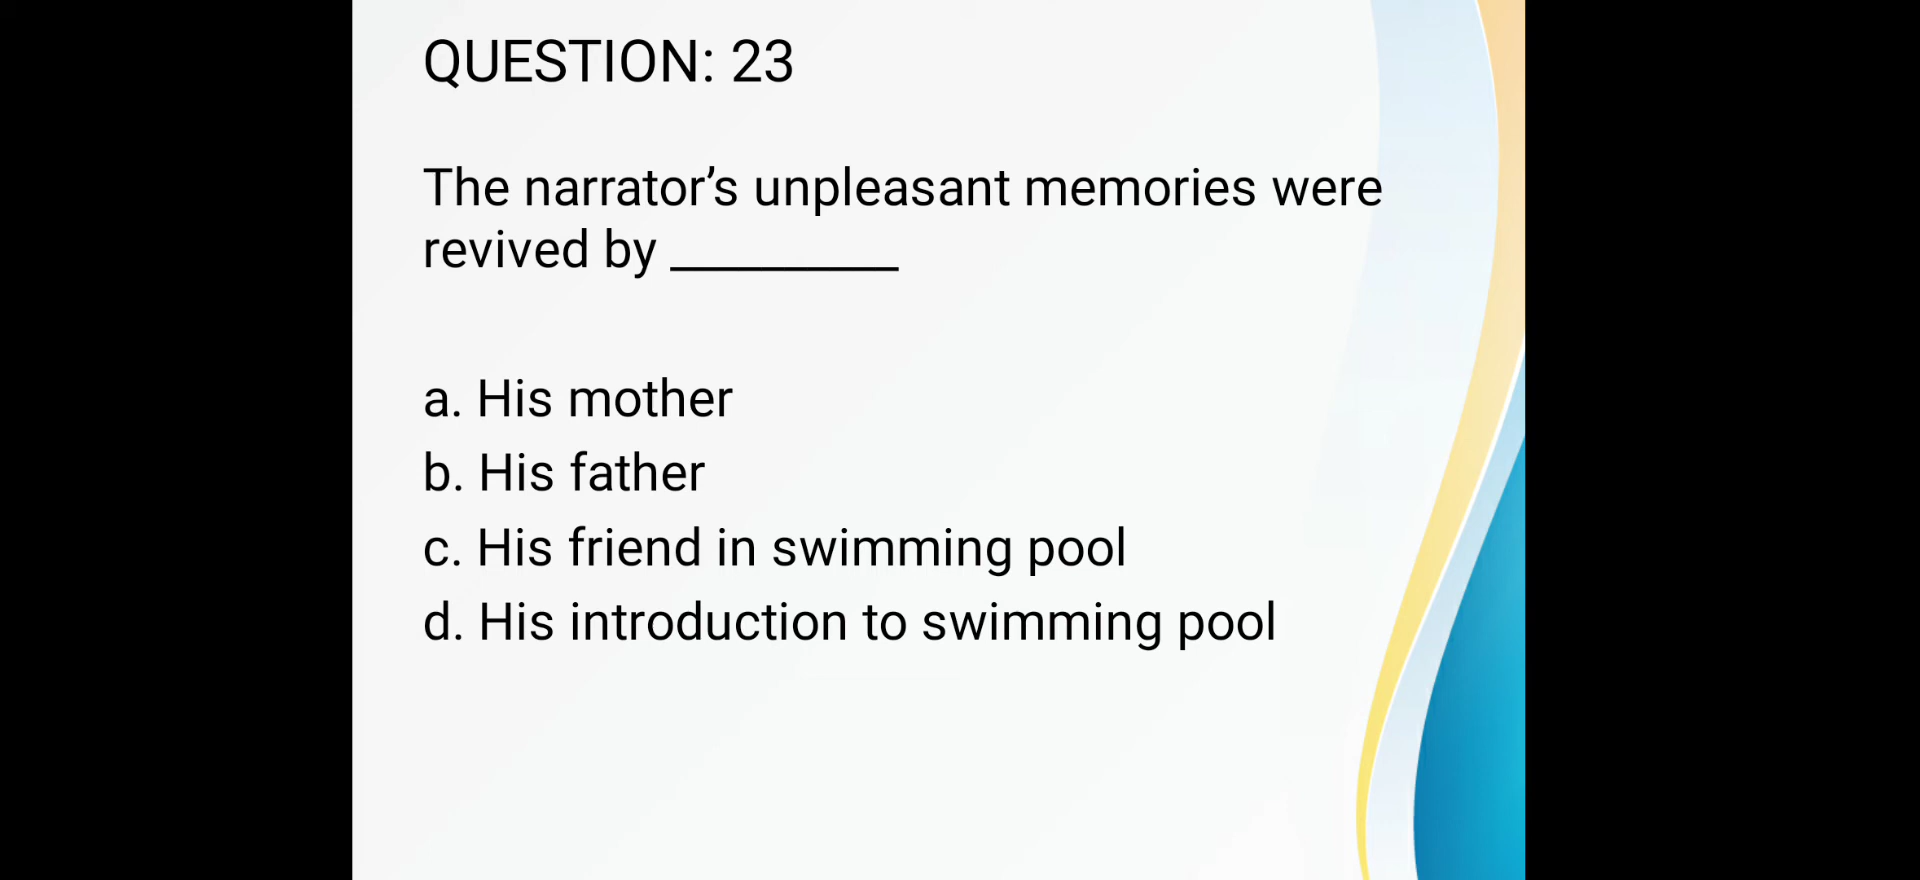 QUESTION: 23
The narrator’s unpleasant memories were
revived by _________
a. His mother
b. His father
c. His friend in swimming pool
d. His introduction to swimming pool